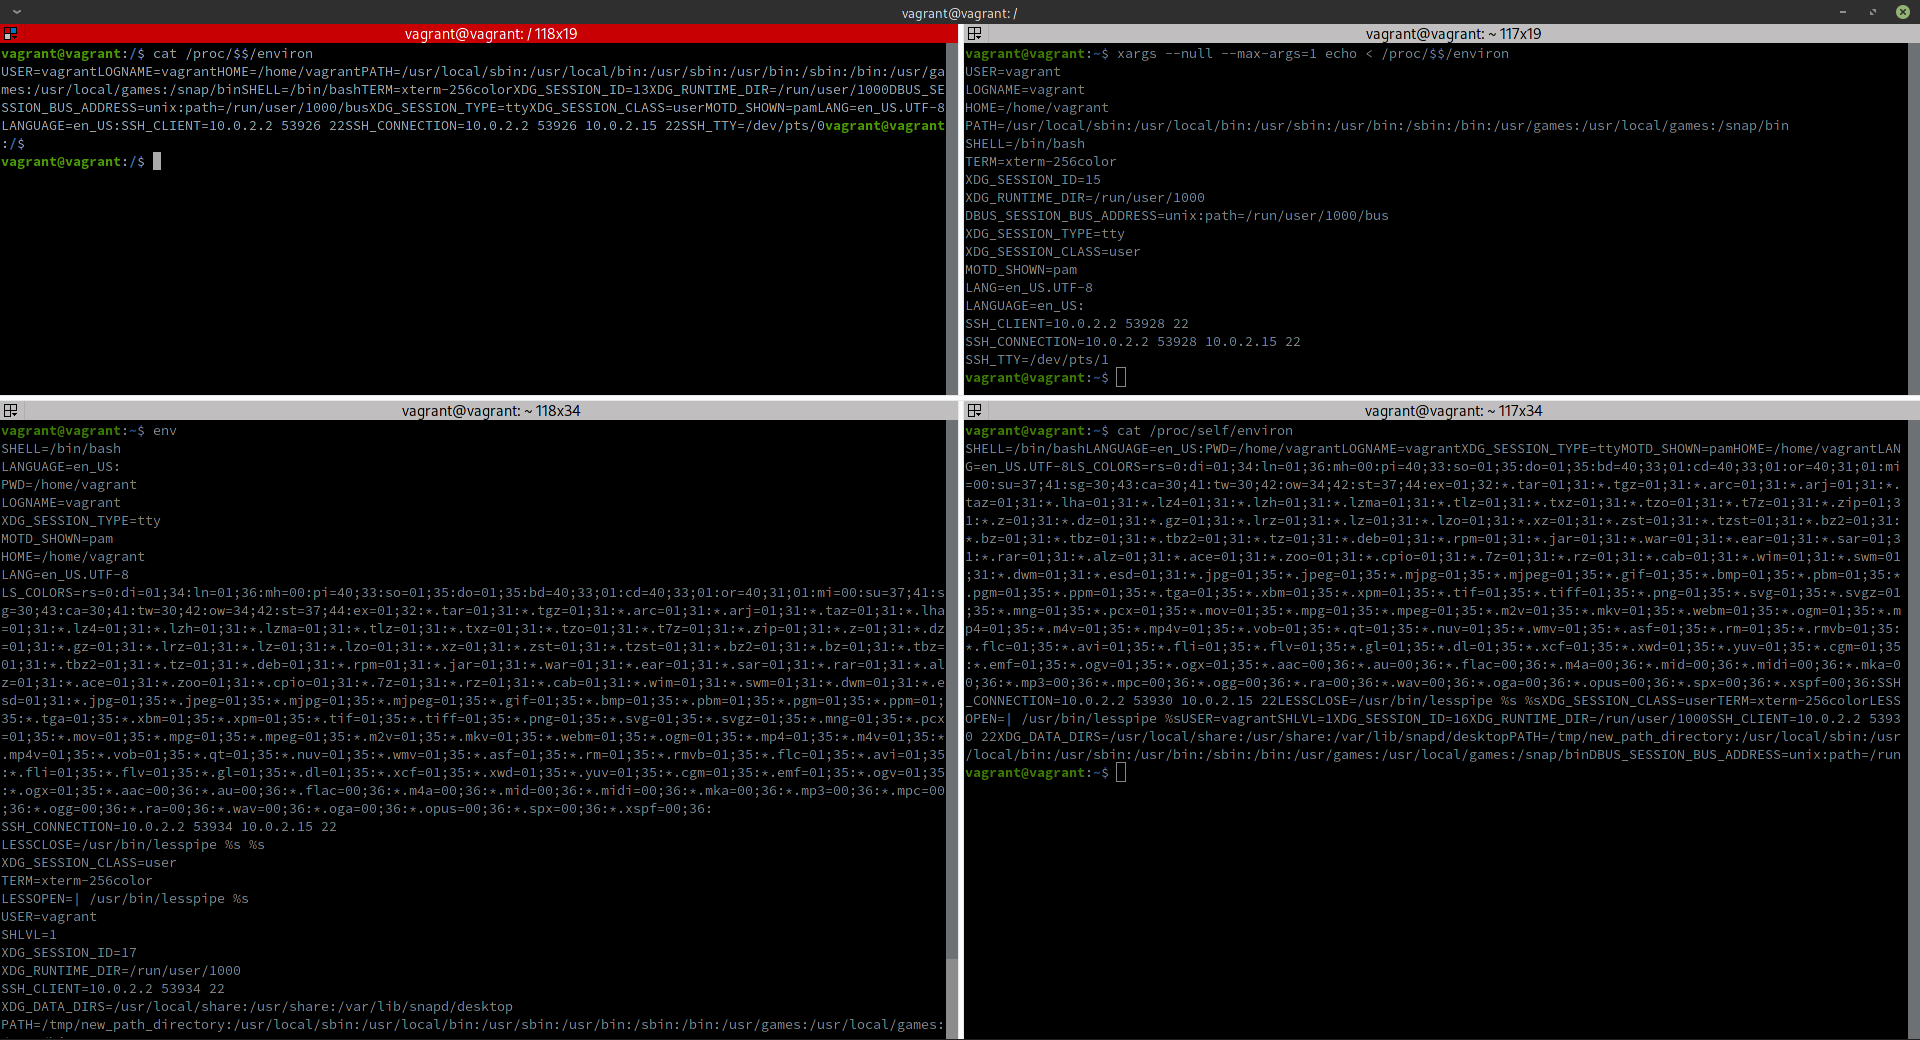 vagrant@vagrant: /
vagrant@vagrant: / 118x19
vagrant@vagrant:/$ cat /proc/$$/environ
USER=vagrantLOGNAME=vagrantHOME=/home/vagrantPATH=/usr/local/sbin:/usr/local/bin:/usr/sbin:/usr/bin:/sbin:/bin:/usr/ga
mes:/usr/local/games:/snap/binSHELL=/bin/bashTERM=xterm-256colorXDG_SESSION_ID=13XDG_RUNTIME_DIR=/run/user/1000DBUS_SE
SSION_BUS_ADDRESS=unix:path=/run/user/1000/busXDG_SESSION_TYPE=ttyXDG_SESSION_CLASS=userMOTD_SHOWN=pamLANG=en_US.UTF-8
LANGUAGE=en_US:SSH_CLIENT=10.0.2.2 53926 22SSH_CONNECTION=10.0.2.2 53926 10.0.2.15 22SSH_TTY=/dev/pts/0vagrant@vagrant
:/$
vagrant@vagrant:/$
vagrant@vagrant: ~ 117x19
vagrant@vagrant:~$ xargs --null --max-args=1 echo < /proc/$$/environ
USER=vagrant
LOGNAME=vagrant
HOME=/home/vagrant
PATH=/usr/local/sbin:/usr/local/bin:/usr/sbin:/usr/bin:/sbin:/bin:/usr/games:/usr/local/games:/snap/bin
SHELL=/bin/bash
TERM=xterm-256color
XDG_SESSION_ID=15
XDG_RUNTIME_DIR=/run/user/1000
DBUS_SESSION_BUS_ADDRESS=unix:path=/run/user/1000/bus
XDG_SESSION_TYPE=tty
XDG_SESSION_CLASS=user
MOTD_SHOWN=pam
LANG=en_US.UTF-8
LANGUAGE=en_US:
SSH_CLIENT=10.0.2.2 53928 22
SSH_CONNECTION=10.0.2.2 53928 10.0.2.15 22
SSH_TTY=/dev/pts/1
vagrant@vagrant:~$
vagrant@vagrant: ~ 118x34
vagrant@vagrant:~$ env
SHELL=/bin/bash
LANGUAGE=en_US:
PWD=/home/vagrant
LOGNAME=vagrant
XDG_SESSION_TYPE=tty
MOTD_SHOWN=pam
HOME=/home/vagrant
LANG=en_US.UTF-8
LS_COLORS=rs=0:di=01;34:ln=01;36:mh=00:pi=40;33:so=01;35:do=01;35:bd=40;33;01:cd=40;33;01:or=40;31;01:mi=00:su=37;41:s
g=30;43:ca=30;41:tw=30;42:ow=34;42:st=37;44:ex=01;32:*.tar=01;31:*.tgz=01;31:*.arc=01;31:*.arj=01;31:*.taz=01;31:*.lha
=01;31:*.lz4=01;31:*.lzh=01;31:*.lzma=01;31:*.tlz=01;31:*.txz=01;31:*.tzo=01;31:*.t7z=01;31:*.zip=01;31:*.z=01;31:*.dz
=01;31:*.gz=01;31:*.lrz=01;31:*.lz=01;31:*.lzo=01;31:*.xz=01;31:*.zst=01;31:*.tzst=01;31:*.bz2=01;31:*.bz=01;31:*.tbz=
01;31:*.tbz2=01;31:*.tz=01;31:*.deb=01;31:*.rpm=01;31:*.jar=01;31:*.war=01;31:*.ear=01;31:*.sar=01;31:*.rar=01;31:*.al
z=01;31:*.ace=01;31:*.zoo=01;31:*.cpio=01;31:*.7z=01;31:*.rz=01;31:*.cab=01;31:*.wim=01;31:*.swm=01;31:*.dwm=01;31:*.e
sd=01;31:*.jpg=01;35:*.jpeg=01;35:*.mjpg=01;35:*.mjpeg=01;35:*.gif=01;35:*.bmp=01;35:*.pbm=01;35:*.pgm=01;35:*.ppm=01;
35:*.tga=01;35:*.xbm=01;35:*.xpm=01;35:*.tif=01;35:*.tiff=01;35:*.png=01;35:*.svg=01;35:*.svgz=01;35:*.mng=01;35:*.pcx
=01;35:*.mov=01;35:*.mpg=01;35:*.mpeg=01;35:*.m2v=01;35:*.mkv=01;35:*.webm=01;35:*.ogm=01;35:*.mp4=01;35:*.m4v=01;35:*
.mp4v=01;35:*.vob=01;35:*.qt=01;35:*.nuv=01;35:*.wmv=01;35:*.asf=01;35:*.rm=01;35:*.rmvb=01;35:*.flc=01;35:*.avi=01;35
:*.fli=01;35:*.flv=01;35:*.gl=01;35:*.dl=01;35:*.xcf=01;35:*.xwd=01;35:*.yuv=01;35:*.cgm=01;35:*.emf=01;35:*.ogv=01;35
:*.ogx=01;35:*.aac=00;36:*.au=00;36:*.flac=00;36:*.m4a=00;36:*.mid=00;36:*.midi=00;36:*.mka=00;36:*.mp3=00;36:*.mpc=00
;36:*.ogg=00;36:*.ra=00;36:*.wav=00;36:*.oga=00;36:*.opus=00;36:*.spx=00;36:*.xspf=00;36:
SSH_CONNECTION=10.0.2.2 53934 10.0.2.15 22
LESSCLOSE=/usr/bin/lesspipe %s %s
XDG_SESSION_CLASS=user
TERM=xterm-256color
LESSOPEN=| /usr/bin/lesspipe %s
USER=vagrant
SHLVL=1
XDG_SESSION_ID=17
XDG_RUNTIME_DIR=/run/user/1000
SSH_CLIENT=10.0.2.2 53934 22
XDG_DATA_DIRS=/usr/local/share:/usr/share:/var/lib/snapd/desktop
PATH=/tmp/new_path_directory:/usr/local/sbin:/usr/local/bin:/usr/sbin:/usr/bin:/sbin:/bin:/usr/games:/usr/local/games:
vagrant@vagrant: ~ 117x34
vagrant@vagrant:~$ cat /proc/self/environ
SHELL=/bin/bashLANGUAGE=en_US:PWD=/home/vagrantLOGNAME=vagrantXDG_SESSION_TYPE=ttyMOTD_SHOWN=pamHOME=/home/vagrantLAN
G=en_US.UTF-8LS_COLORS=rs=0:di=01;34:ln=01;36:mh=00:pi=40;33:so=01;35:do=01;35:bd=40;33;01:cd=40;33;01:or=40;31;01:mi
=00:su=37;41:sg=30;43:ca=30;41:tw=30;42:ow=34;42:st=37;44:ex=01;32:*.tar=01;31:*.tgz=01;31:*.arc=01;31:*.arj=01;31:*.
taz=01;31:*.lha=01;31:*.lz4=01;31:*.lzh=01;31:*.lzma=01;31:*.tlz=01;31:*.txz=01;31:*.tzo=01;31:*.t7z=01;31:*.zip=01;3
1:*.z=01;31:*.dz=01;31:*.gz=01;31:*.lrz=01;31:*.lz=01;31:*.lzo=01;31:*.xz=01;31:*.zst=01;31:*.tzst=01;31:*.bz2=01;31:
*.bz=01;31:*.tbz=01;31:*.tbz2=01;31:*.tz=01;31:*.deb=01;31:*.rpm=01;31:*.jar=01;31:*.war=01;31:*.ear=01;31:*.sar=01;3
1:*.rar=01;31:*.alz=01;31:*.ace=01;31:*.zoo=01;31:*.cpio=01;31:*.7z=01;31:*.rz=01;31:*.cab=01;31:*.wim=01;31:*.swm=01
;31:*.dwm=01;31:*.esd=01;31:*.jpg=01;35:*.jpeg=01;35:*.mjpg=01;35:*.mjpeg=01;35:*.gif=01;35:*.bmp=01;35:*.pbm=01;35:*
.pgm=01;35:*.ppm=01;35:*.tga=01;35:*.xbm=01;35:*.xpm=01;35:*.tif=01;35:*.tiff=01;35:*.png=01;35:*.svg=01;35:*.svgz=01
;35:*.mng=01;35:*.pcx=01;35:*.mov=01;35:*.mpg=01;35:*.mpeg=01;35:*.m2v=01;35:*.mkv=01;35:*.webm=01;35:*.ogm=01;35:*.m
p4=01;35:*.m4v=01;35:*.mp4v=01;35:*.vob=01;35:*.qt=01;35:*.nuv=01;35:*.wmv=01;35:*.asf=01;35:*.rm=01;35:*.rmvb=01;35:
*.flc=01;35:*.avi=01;35:*.fli=01;35:*.flv=01;35:*.gl=01;35:*.dl=01;35:*.xcf=01;35:*.xwd=01;35:*.yuv=01;35:*.cgm=01;35
:*.emf=01;35:*.ogv=01;35:*.ogx=01;35:*.aac=00;36:*.au=00;36:*.flac=00;36:*.m4a=00;36:*.mid=00;36:*.midi=00;36:*.mka=0
0;36:*.mp3=00;36:*.mpc=00;36:*.ogg=00;36:*.ra=00;36:*.wav=00;36:*.oga=00;36:*.opus=00;36:*.spx=00;36:*.xspf=00;36:SSH
_CONNECTION=10.0.2.2 53930 10.0.2.15 22LESSCLOSE=/usr/bin/lesspipe %s %sXDG_SESSION_CLASS=userTERM=xterm-256colorLESS
OPEN=| /usr/bin/lesspipe %sUSER=vagrantSHLVL=1XDG_SESSION_ID=16XDG_RUNTIME_DIR=/run/user/1000SSH_CLIENT=10.0.2.2 5393
0 22XDG_DATA_DIRS=/usr/local/share:/usr/share:/var/lib/snapd/desktopPATH=/tmp/new_path_directory:/usr/local/sbin:/usr
/local/bin:/usr/sbin:/usr/bin:/sbin:/bin:/usr/games:/usr/local/games:/snap/binDBUS_SESSION_BUS_ADDRESS=unix:path=/run
vagrant@vagrant:~$